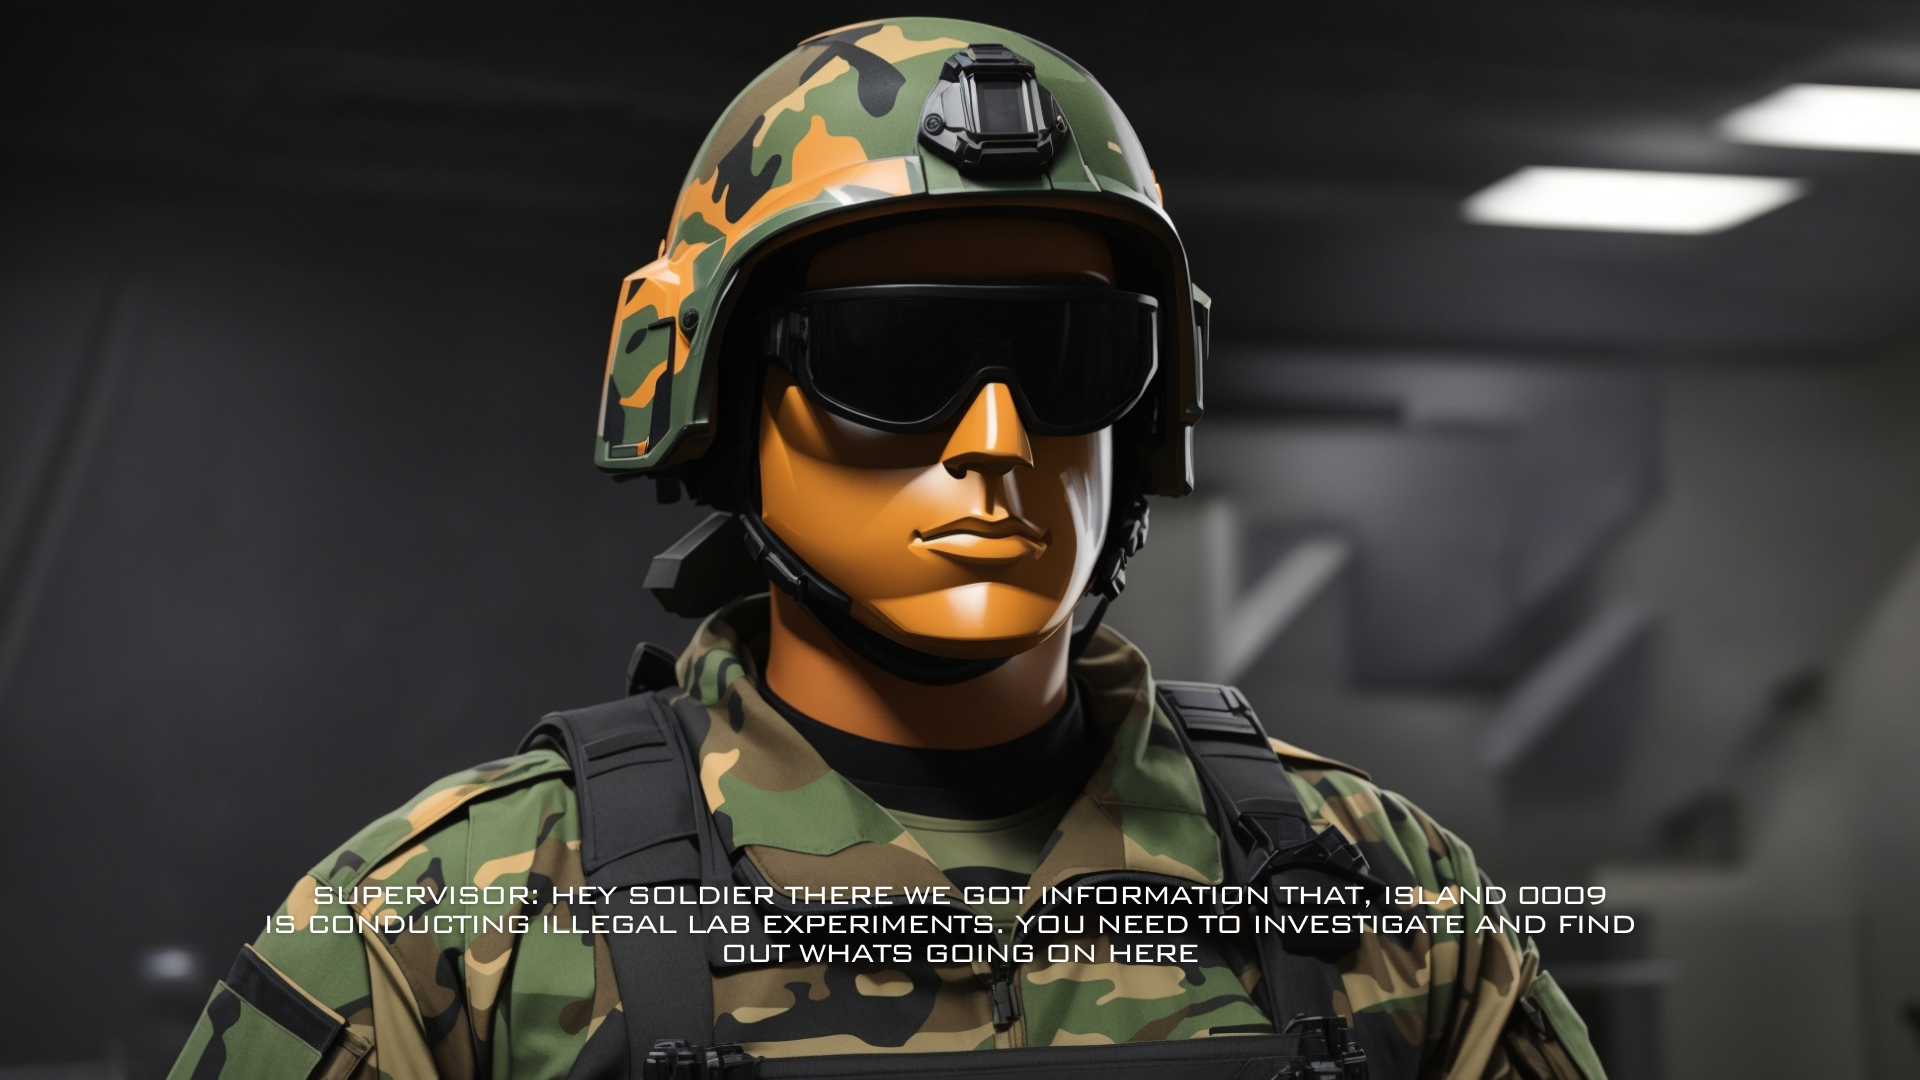 SUPERVISOR: HEY SOLDIER THERE WE GOT INFORMATION THAT, ISLAND 0009
IS CONDUCTING ILLEGAL LAB EXPERIMENTS. YOU NEED TO INVESTIGATE AND FIND
OUT WHATS GOING ON HERE